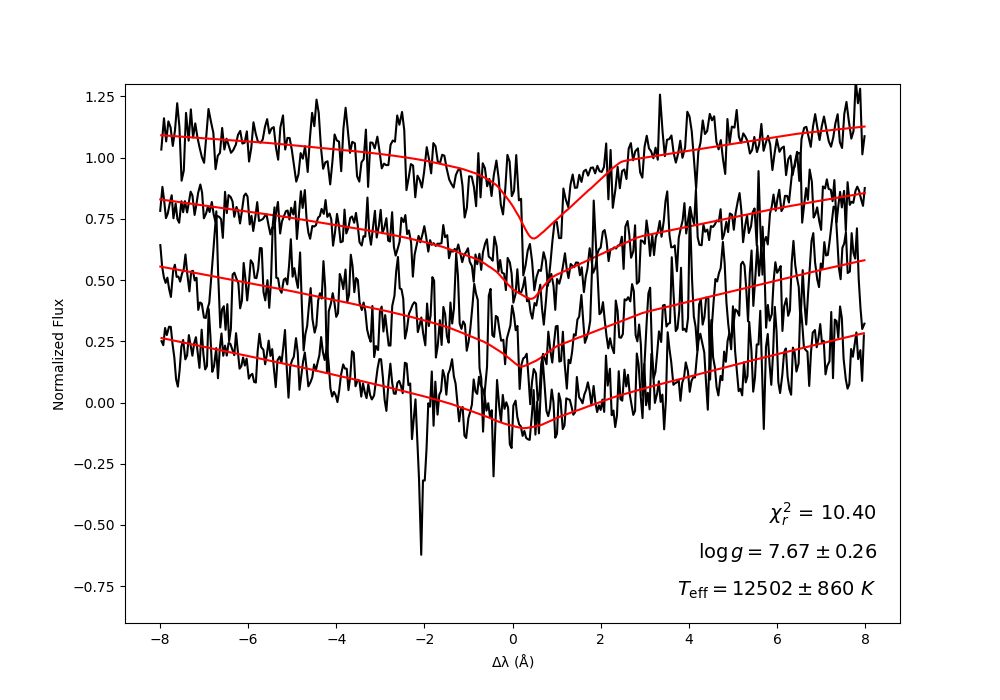 1.25
1.00
0.75
0.50
0.25
0.00
−0.25
−0.50
−0.75
Normalized Flux
χ²ᵣ = 10.40
log g = 7.67 ± 0.26
T_eff = 12502 ± 860 K
−8 −6 −4 −2 0 2 4 6 8
Δλ (Å)